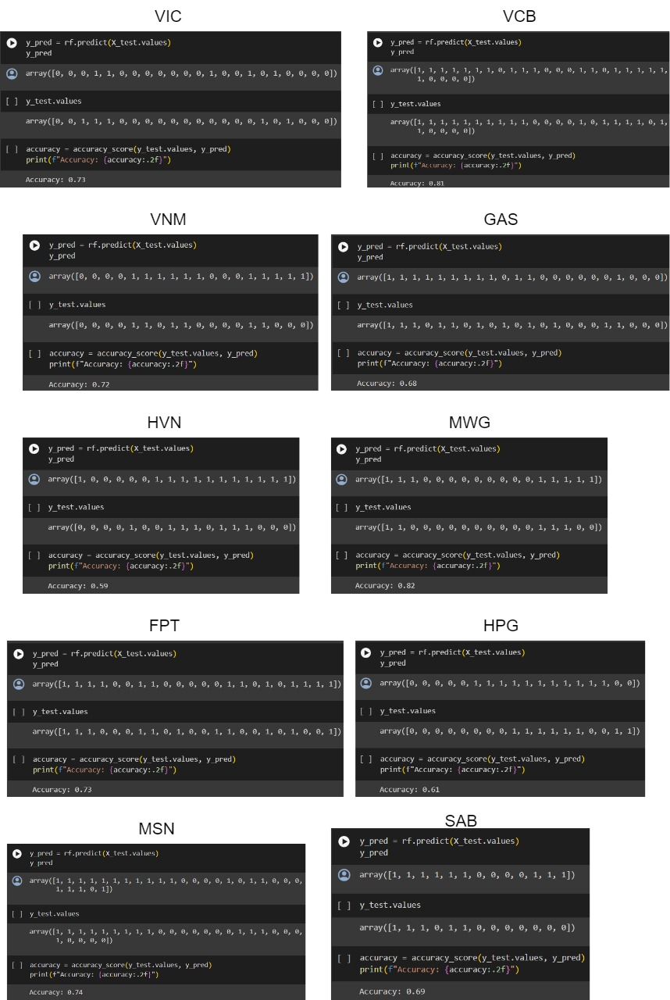 VIC
y_pred = rf.predict(X_test.values)
y_pred
array([0, 0, 0, 1, 1, 0, 0, 0, 0, 0, 0, 0, 1, 0, 0, 1, 0, 1, 0, 0, 0, 0])
[ ] y_test.values
array([0, 0, 1, 1, 1, 0, 0, 0, 0, 0, 0, 0, 0, 0, 0, 0, 1, 0, 1, 0, 0, 0])
[ ] accuracy = accuracy_score(y_test.values, y_pred)
print(f"Accuracy: {accuracy:.2f}")
Accuracy: 0.73
VCB
y_pred = rf.predict(X_test.values)
y_pred
array([1, 1, 1, 1, 1, 1, 1, 0, 1, 1, 1, 0, 0, 0, 1, 1, 0, 1, 1, 1, 1, 1,
1, 0, 0, 0, 0])
[ ] y_test.values
array([1, 1, 1, 1, 1, 1, 1, 1, 1, 1, 0, 0, 0, 0, 1, 0, 1, 1, 1, 1, 0, 1,
1, 0, 0, 0, 0])
[ ] accuracy = accuracy_score(y_test.values, y_pred)
print(f"Accuracy: {accuracy:.2f}")
Accuracy: 0.81
VNM
y_pred = rf.predict(X_test.values)
y_pred
array([0, 0, 0, 0, 1, 1, 1, 1, 1, 1, 0, 0, 0, 1, 1, 1, 1, 1])
[ ] y_test.values
array([0, 0, 0, 0, 1, 1, 0, 1, 1, 0, 0, 0, 0, 1, 1, 0, 0, 0])
[ ] accuracy = accuracy_score(y_test.values, y_pred)
print(f"Accuracy: {accuracy:.2f}")
Accuracy: 0.72
GAS
y_pred = rf.predict(X_test.values)
y_pred
array([1, 1, 1, 1, 1, 1, 1, 1, 1, 0, 1, 1, 0, 0, 0, 0, 0, 0, 1, 0, 0, 0])
[ ] y_test.values
array([1, 1, 1, 0, 1, 1, 0, 1, 0, 1, 0, 1, 0, 1, 0, 0, 0, 1, 1, 0, 0, 0])
[ ] accuracy = accuracy_score(y_test.values, y_pred)
print(f"Accuracy: {accuracy:.2f}")
Accuracy: 0.68
HVN
y_pred = rf.predict(X_test.values)
y_pred
array([1, 0, 0, 0, 0, 0, 1, 1, 1, 1, 1, 1, 1, 1, 1, 1, 1])
[ ] y_test.values
array([0, 0, 0, 0, 1, 0, 0, 1, 1, 1, 0, 1, 1, 1, 0, 0, 0])
[ ] accuracy = accuracy_score(y_test.values, y_pred)
print(f"Accuracy: {accuracy:.2f}")
Accuracy: 0.59
MWG
y_pred = rf.predict(X_test.values)
y_pred
array([1, 1, 1, 0, 0, 0, 0, 0, 0, 0, 0, 0, 1, 1, 1, 1, 1])
[ ] y_test.values
array([1, 1, 0, 0, 0, 0, 0, 0, 0, 0, 0, 0, 1, 1, 1, 0, 0])
[ ] accuracy = accuracy_score(y_test.values, y_pred)
print(f"Accuracy: {accuracy:.2f}")
Accuracy: 0.82
FPT
y_pred = rf.predict(X_test.values)
y_pred
array([1, 1, 1, 1, 0, 0, 1, 1, 0, 0, 0, 0, 0, 1, 1, 0, 1, 0, 1, 1, 1, 1])
[ ] y_test.values
array([1, 1, 1, 0, 0, 0, 1, 1, 0, 1, 0, 0, 1, 1, 0, 0, 1, 0, 1, 0, 0, 1])
[ ] accuracy = accuracy_score(y_test.values, y_pred)
print(f"Accuracy: {accuracy:.2f}")
Accuracy: 0.73
HPG
y_pred = rf.predict(X_test.values)
y_pred
array([0, 0, 0, 0, 0, 1, 1, 1, 1, 1, 1, 1, 1, 1, 1, 1, 0, 0])
[ ] y_test.values
array([0, 0, 0, 0, 0, 0, 0, 0, 1, 1, 1, 1, 1, 1, 0, 0, 1, 1])
[ ] accuracy = accuracy_score(y_test.values, y_pred)
print(f"Accuracy: {accuracy:.2f}")
Accuracy: 0.61
MSN
y_pred = rf.predict(X_test.values)
y_pred
array([1, 1, 1, 1, 1, 1, 1, 1, 1, 1, 1, 0, 0, 0, 0, 1, 0, 1, 1, 0, 0, 0,
1, 1, 1, 0, 1])
[ ] y_test.values
array([1, 1, 1, 1, 1, 1, 1, 1, 1, 0, 0, 0, 0, 0, 0, 0, 1, 1, 1, 0, 0, 0,
1, 0, 0, 0, 0])
[ ] accuracy = accuracy_score(y_test.values, y_pred)
print(f"Accuracy: {accuracy:.2f}")
Accuracy: 0.74
SAB
y_pred = rf.predict(X_test.values)
y_pred
array([1, 1, 1, 1, 1, 1, 0, 0, 0, 0, 1, 1, 1])
[ ] y_test.values
array([1, 1, 1, 0, 1, 1, 0, 0, 0, 0, 0, 0, 0])
[ ] accuracy = accuracy_score(y_test.values, y_pred)
print(f"Accuracy: {accuracy:.2f}")
Accuracy: 0.69